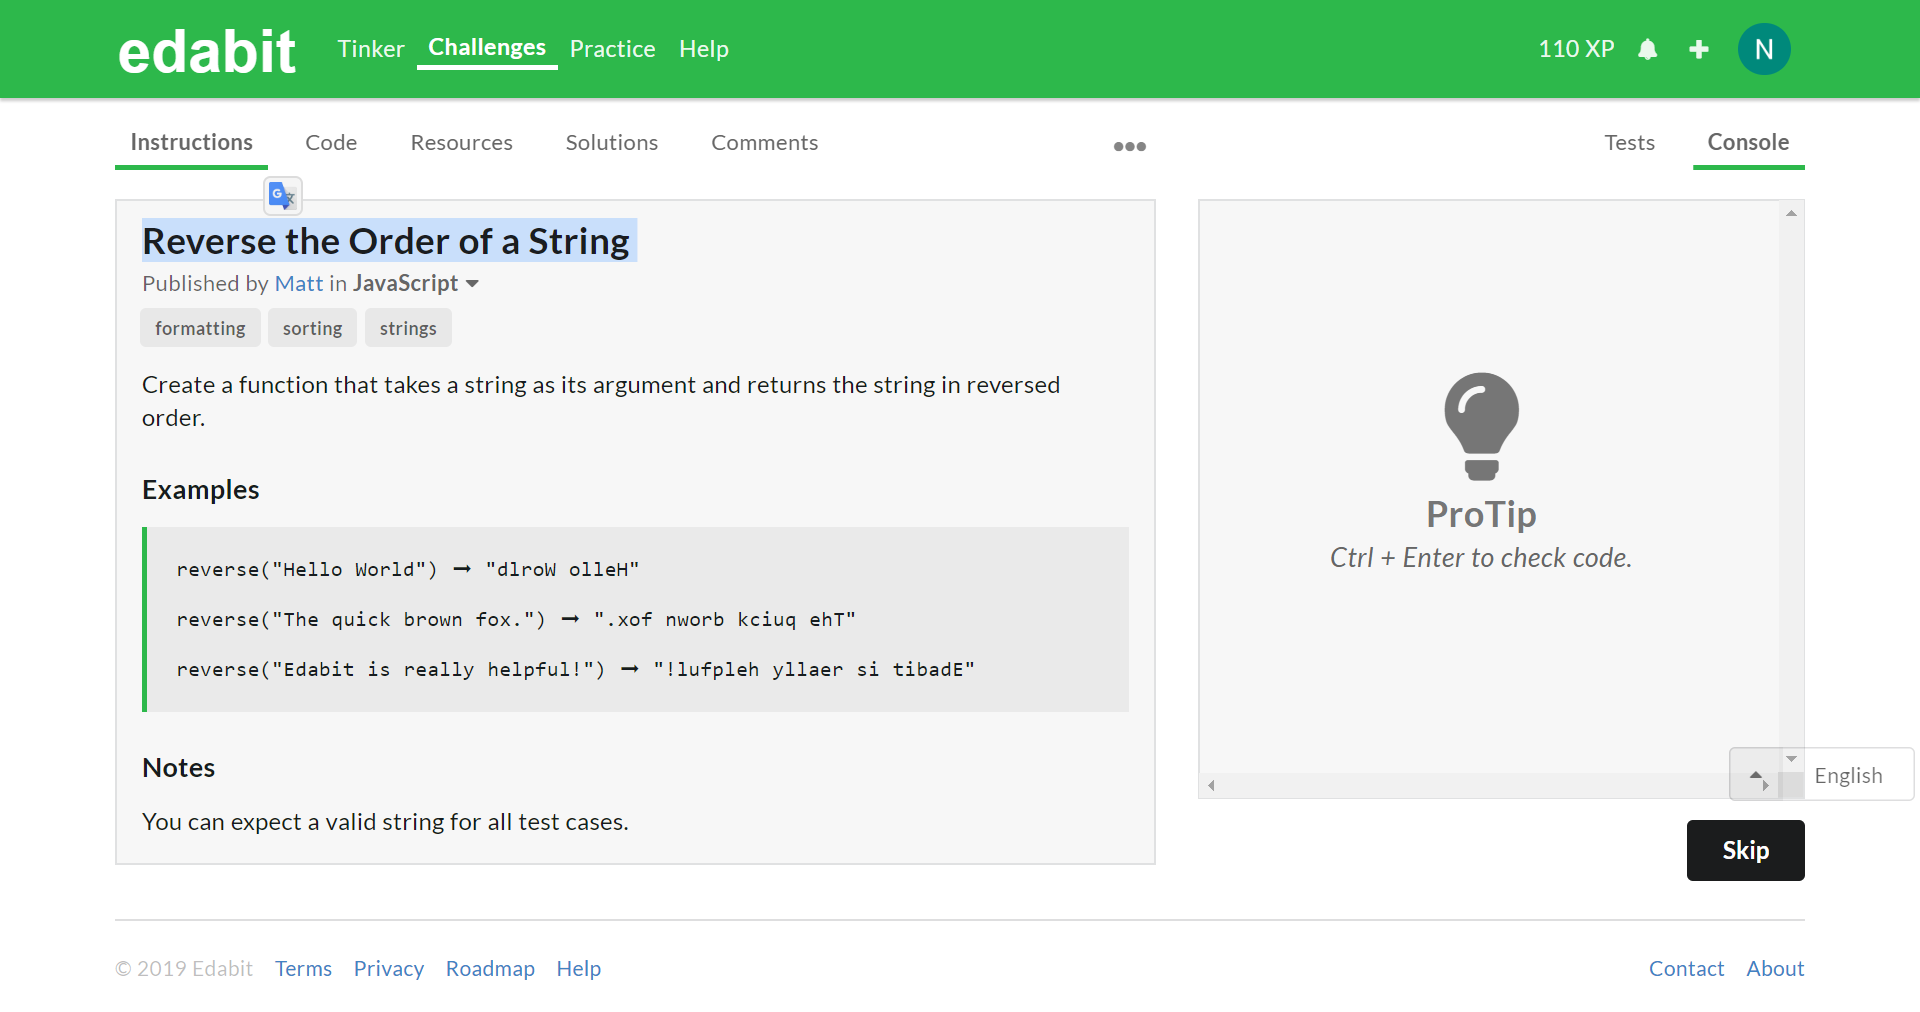 edabit Tinker Challenges Practice Help 110 XP N
Instructions Code Resources Solutions Comments Tests Console
Reverse the Order of a String
Published by Matt in JavaScript
formatting sorting strings
Create a function that takes a string as its argument and returns the string in reversed
order.
Examples
reverse("Hello World") ➞ "dlroW olleH"
reverse("The quick brown fox.") ➞ ".xof nworb kciuq ehT"
reverse("Edabit is really helpful!") ➞ "!lufpleh yllaer si tibadE"
Notes
You can expect a valid string for all test cases.
ProTip
Ctrl + Enter to check code.
English
Skip
© 2019 Edabit Terms Privacy Roadmap Help Contact About